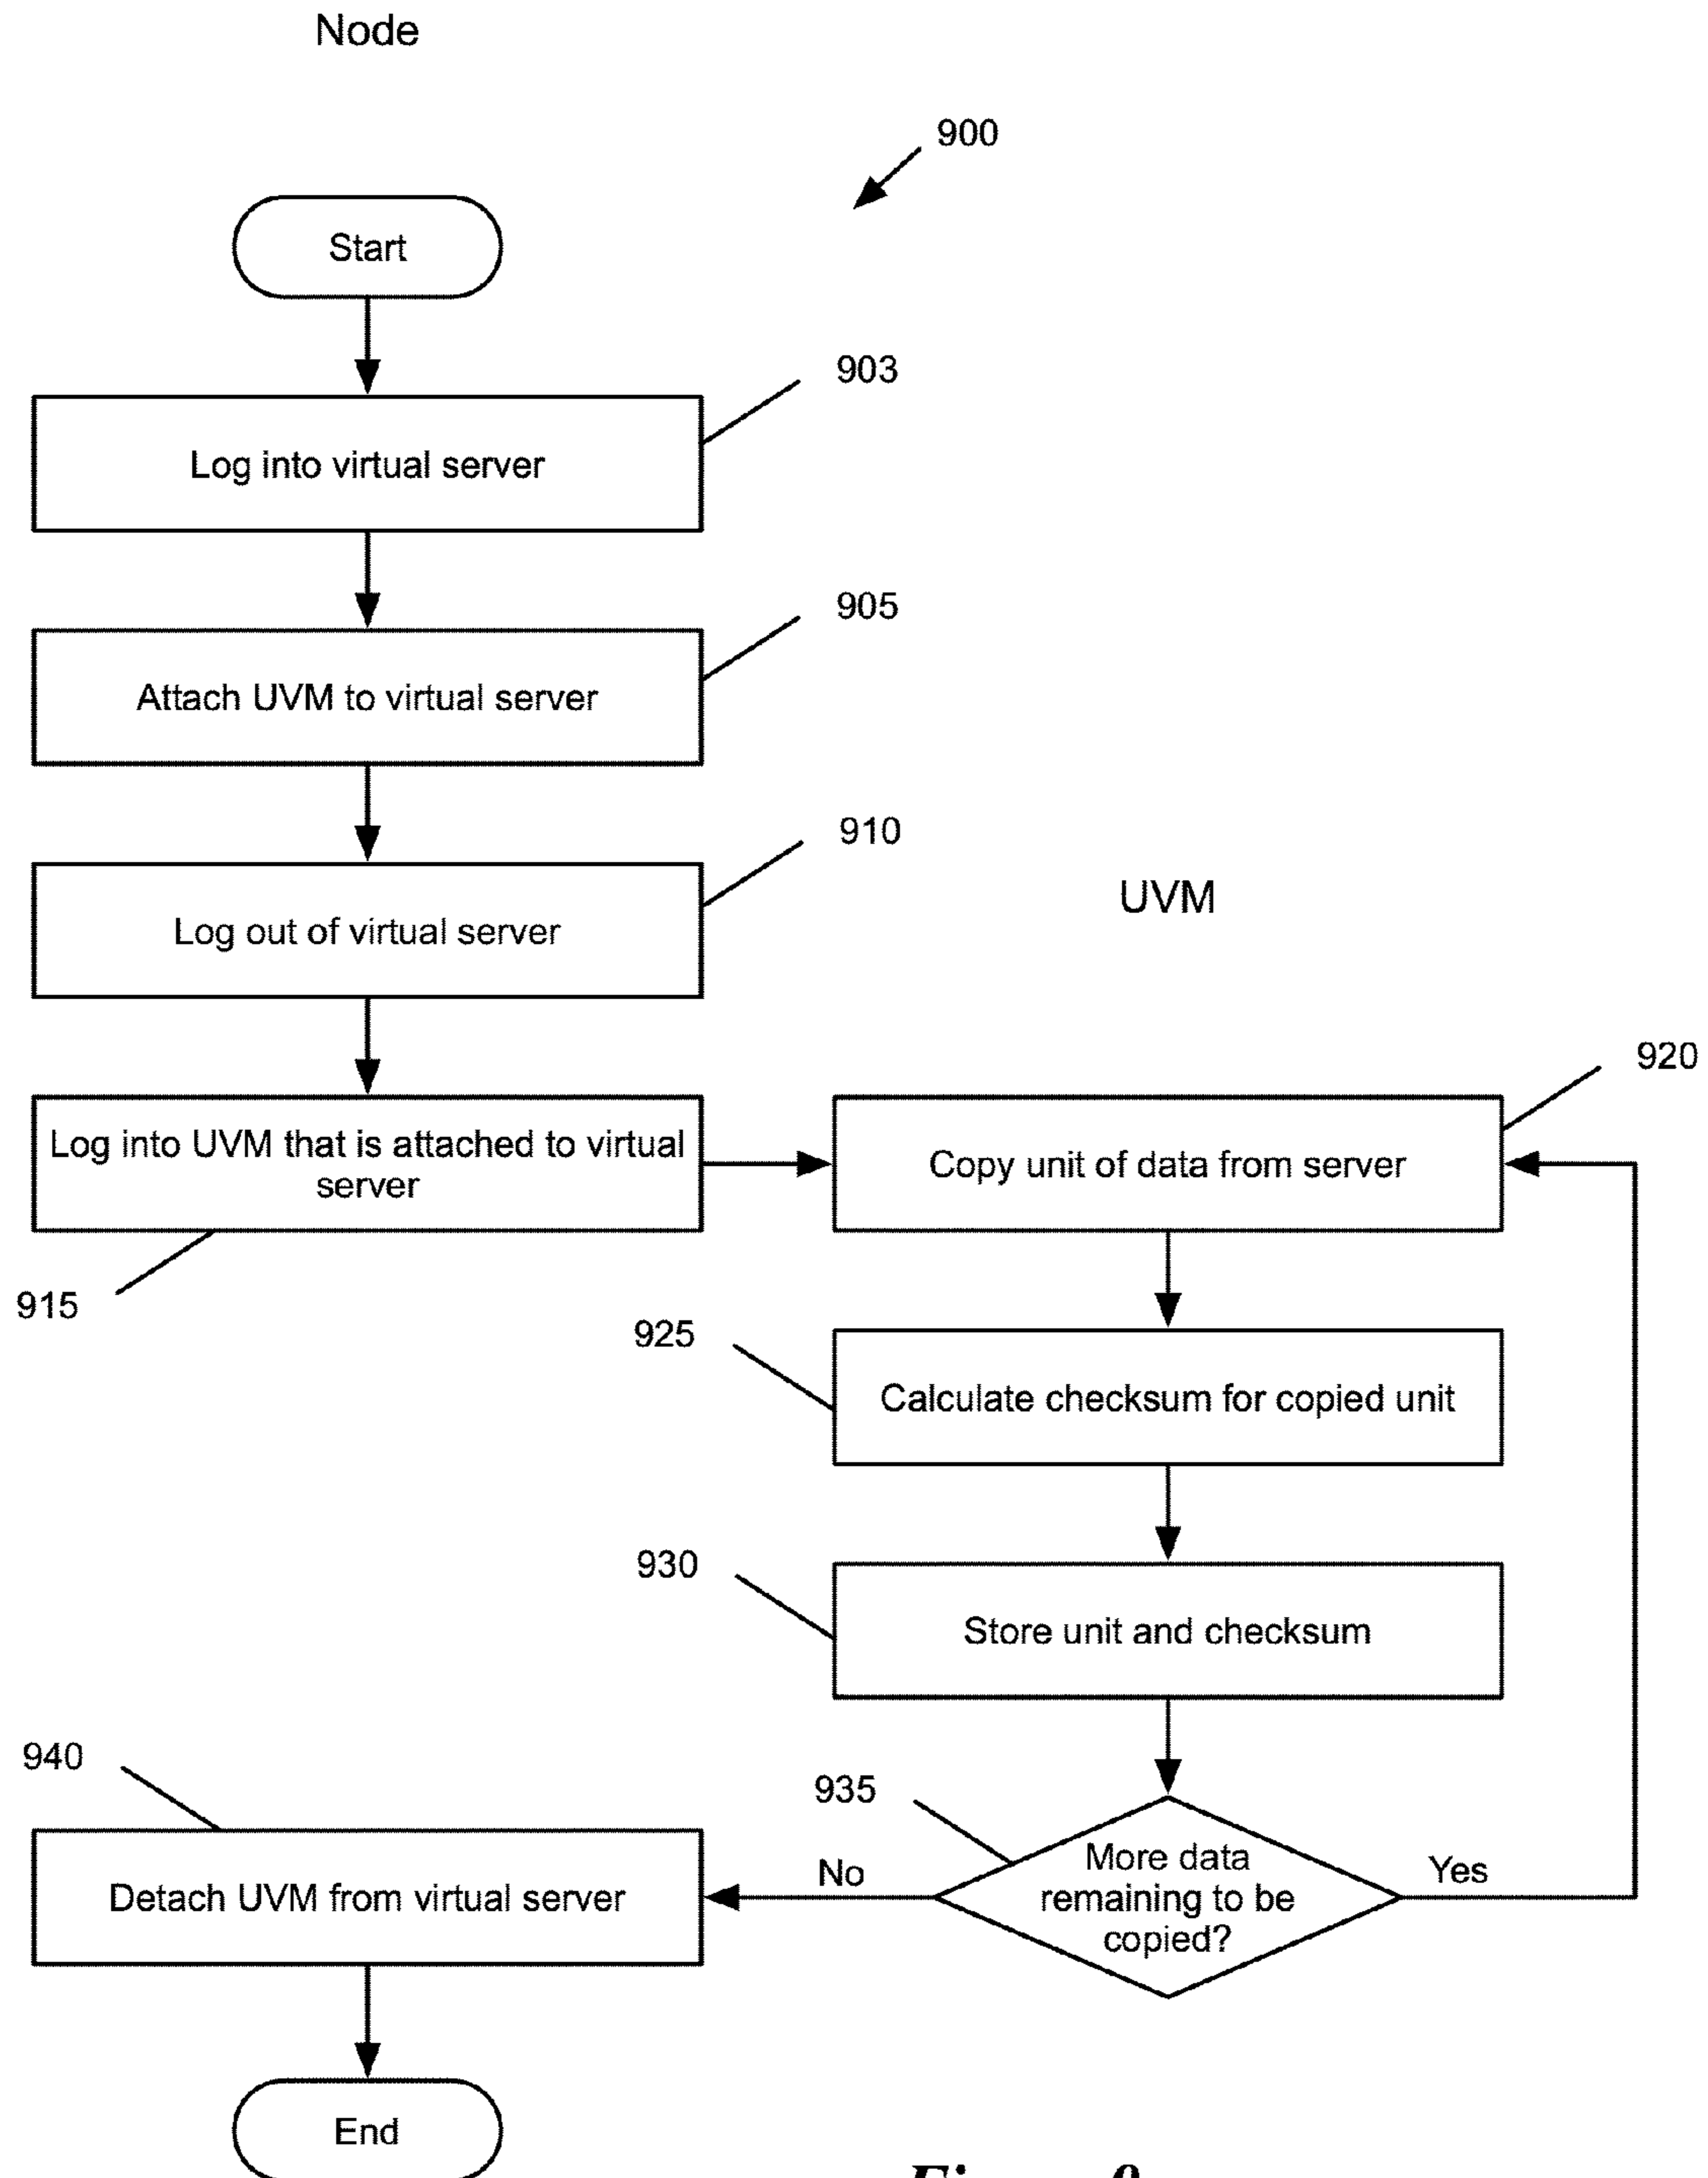 Node
900
Start
903
Log into virtual server
905
Attach UVM to virtual server
910
Log out of virtual server
UVM
920
Log into UVM that is attached to virtual
server
Copy unit of data from server
915
925
Calculate checksum for copied unit
930
Store unit and checksum
940
935
More data
remaining to be
copied?
No
Yes
Detach UVM from virtual server
End
Figure 9